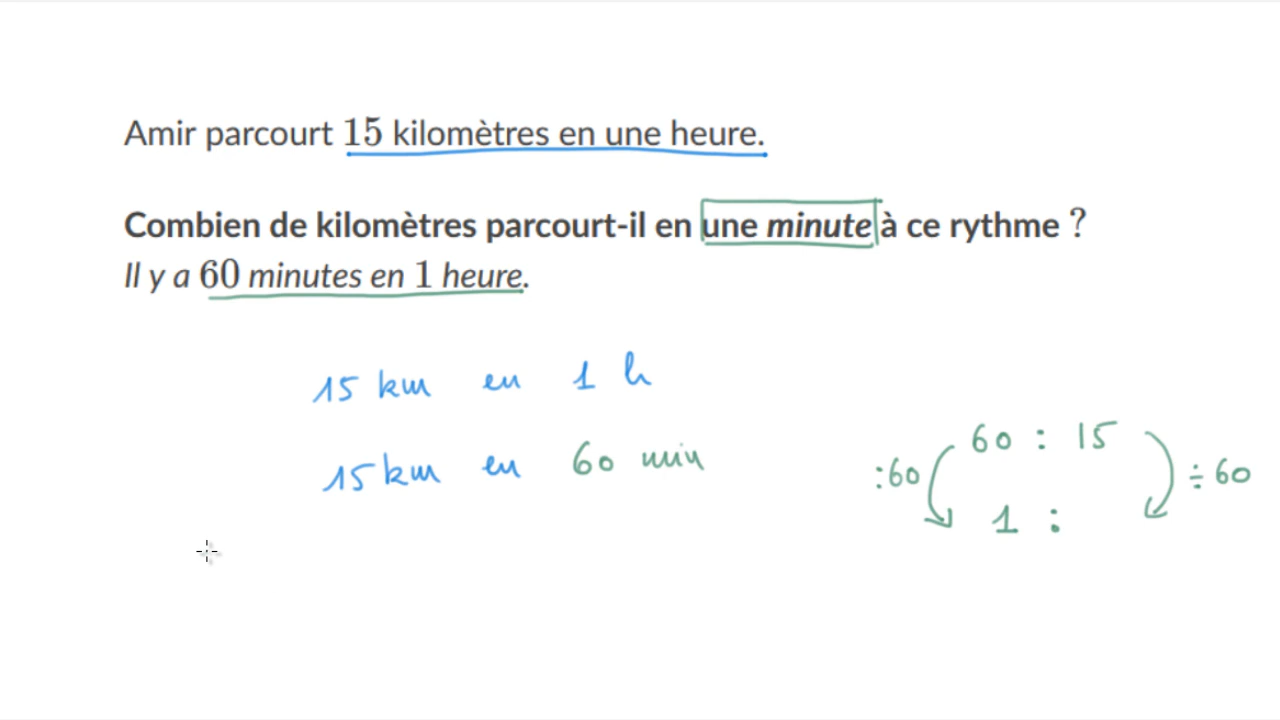 Amir parcourt 15 kilomètres en une heure.
Combien de kilomètres parcourt-il en une minute à ce rythme ?
Il y a 60 minutes en 1 heure.
15 km en 1 h
15 km en 60 min
60 : 15
:60
÷ 60
1 :